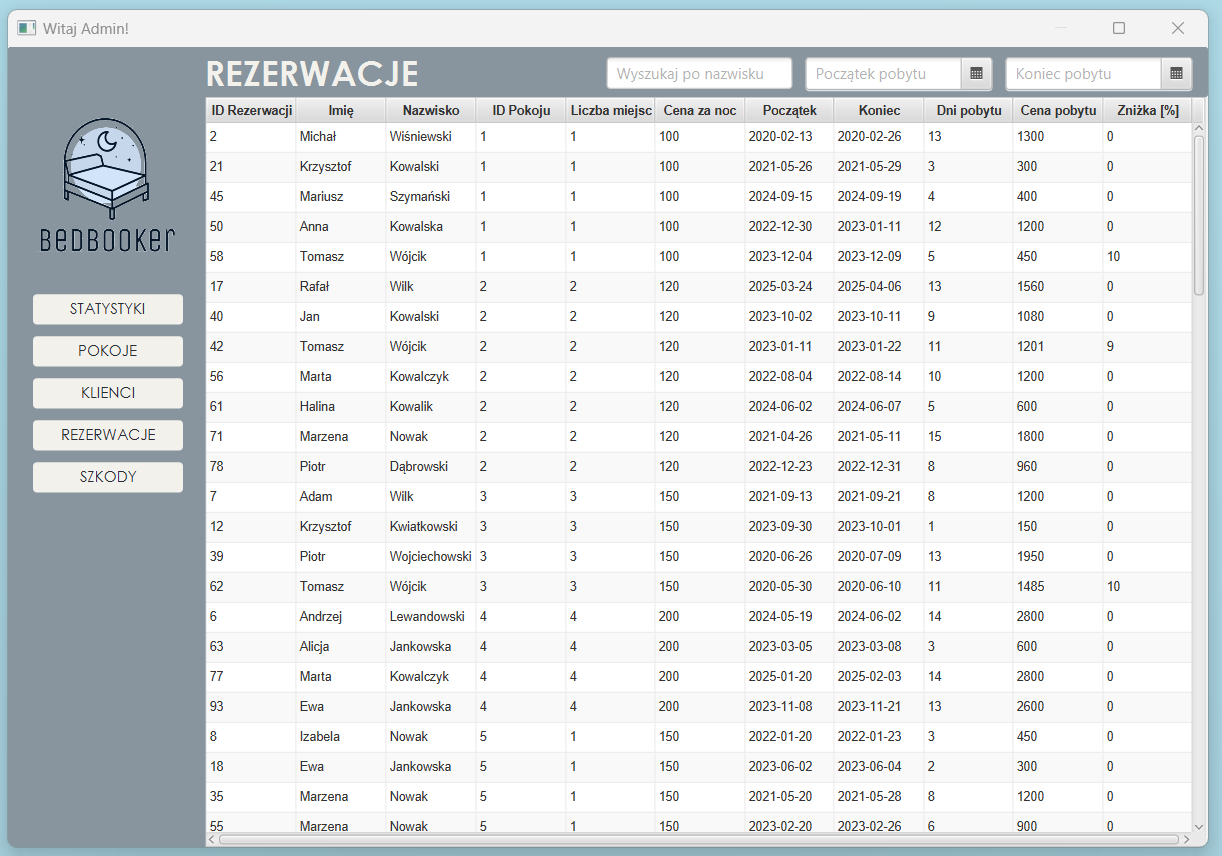 Witaj Admin!
REZERWACJE
Wyszukaj po nazwisku
Początek pobytu
Koniec pobytu
BEDBOOKER
STATYSTYKI
POKOJE
KLIENCI
REZERWACJE
SZKODY
ID Rezerwacji Imię Nazwisko ID Pokoju Liczba miejsc Cena za noc Początek Koniec Dni pobytu Cena pobytu Zniżka [%]
2 Michał Wiśniewski 1 1 100 2020-02-13 2020-02-26 13 1300 0
21 Krzysztof Kowalski 1 1 100 2021-05-26 2021-05-29 3 300 0
45 Mariusz Szymański 1 1 100 2024-09-15 2024-09-19 4 400 0
50 Anna Kowalska 1 1 100 2022-12-30 2023-01-11 12 1200 0
58 Tomasz Wójcik 1 1 100 2023-12-04 2023-12-09 5 450 10
17 Rafał Wilk 2 2 120 2025-03-24 2025-04-06 13 1560 0
40 Jan Kowalski 2 2 120 2023-10-02 2023-10-11 9 1080 0
42 Tomasz Wójcik 2 2 120 2023-01-11 2023-01-22 11 1201 9
56 Marta Kowalczyk 2 2 120 2022-08-04 2022-08-14 10 1200 0
61 Halina Kowalik 2 2 120 2024-06-02 2024-06-07 5 600 0
71 Marzena Nowak 2 2 120 2021-04-26 2021-05-11 15 1800 0
78 Piotr Dąbrowski 2 2 120 2022-12-23 2022-12-31 8 960 0
7 Adam Wilk 3 3 150 2021-09-13 2021-09-21 8 1200 0
12 Krzysztof Kwiatkowski 3 3 150 2023-09-30 2023-10-01 1 150 0
39 Piotr Wojciechowski 3 3 150 2020-06-26 2020-07-09 13 1950 0
62 Tomasz Wójcik 3 3 150 2020-05-30 2020-06-10 11 1485 10
6 Andrzej Lewandowski 4 4 200 2024-05-19 2024-06-02 14 2800 0
63 Alicja Jankowska 4 4 200 2023-03-05 2023-03-08 3 600 0
77 Marta Kowalczyk 4 4 200 2025-01-20 2025-02-03 14 2800 0
93 Ewa Jankowska 4 4 200 2023-11-08 2023-11-21 13 2600 0
8 Izabela Nowak 5 1 150 2022-01-20 2022-01-23 3 450 0
18 Ewa Jankowska 5 1 150 2023-06-02 2023-06-04 2 300 0
35 Marzena Nowak 5 1 150 2021-05-20 2021-05-28 8 1200 0
55 Marzena Nowak 5 1 150 2023-02-20 2023-02-26 6 900 0